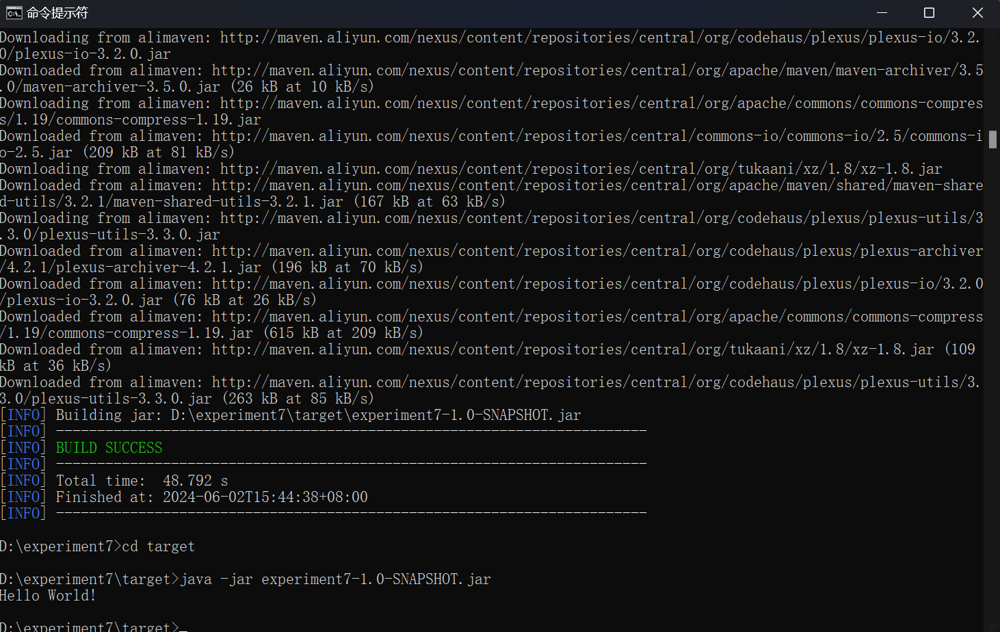 命令提示符
Downloading from alimaven: http://maven.aliyun.com/nexus/content/repositories/central/org/codehaus/plexus/plexus-io/3.2.
0/plexus-io-3.2.0.jar
Downloaded from alimaven: http://maven.aliyun.com/nexus/content/repositories/central/org/apache/maven/maven-archiver/3.5
.0/maven-archiver-3.5.0.jar (26 kB at 10 kB/s)
Downloading from alimaven: http://maven.aliyun.com/nexus/content/repositories/central/org/apache/commons/commons-compres
s/1.19/commons-compress-1.19.jar
Downloaded from alimaven: http://maven.aliyun.com/nexus/content/repositories/central/commons-io/commons-io/2.5/commons-i
o-2.5.jar (209 kB at 81 kB/s)
Downloading from alimaven: http://maven.aliyun.com/nexus/content/repositories/central/org/tukaani/xz/1.8/xz-1.8.jar
Downloaded from alimaven: http://maven.aliyun.com/nexus/content/repositories/central/org/apache/maven/shared/maven-share
d-utils/3.2.1/maven-shared-utils-3.2.1.jar (167 kB at 63 kB/s)
Downloading from alimaven: http://maven.aliyun.com/nexus/content/repositories/central/org/codehaus/plexus/plexus-utils/3
.3.0/plexus-utils-3.3.0.jar
Downloaded from alimaven: http://maven.aliyun.com/nexus/content/repositories/central/org/codehaus/plexus/plexus-archiver
/4.2.1/plexus-archiver-4.2.1.jar (196 kB at 70 kB/s)
Downloaded from alimaven: http://maven.aliyun.com/nexus/content/repositories/central/org/codehaus/plexus/plexus-io/3.2.0
/plexus-io-3.2.0.jar (76 kB at 26 kB/s)
Downloaded from alimaven: http://maven.aliyun.com/nexus/content/repositories/central/org/apache/commons/commons-compress
/1.19/commons-compress-1.19.jar (615 kB at 209 kB/s)
Downloaded from alimaven: http://maven.aliyun.com/nexus/content/repositories/central/org/tukaani/xz/1.8/xz-1.8.jar (109
kB at 36 kB/s)
Downloaded from alimaven: http://maven.aliyun.com/nexus/content/repositories/central/org/codehaus/plexus/plexus-utils/3.
3.0/plexus-utils-3.3.0.jar (263 kB at 85 kB/s)
[INFO] Building jar: D:\experiment7\target\experiment7-1.0-SNAPSHOT.jar
[INFO] ------------------------------------------------------------------------
[INFO] BUILD SUCCESS
[INFO] ------------------------------------------------------------------------
[INFO] Total time:  48.792 s
[INFO] Finished at: 2024-06-02T15:44:38+08:00
[INFO] ------------------------------------------------------------------------
D:\experiment7>cd target
D:\experiment7\target>java -jar experiment7-1.0-SNAPSHOT.jar
Hello World!
D:\experiment7\target>_